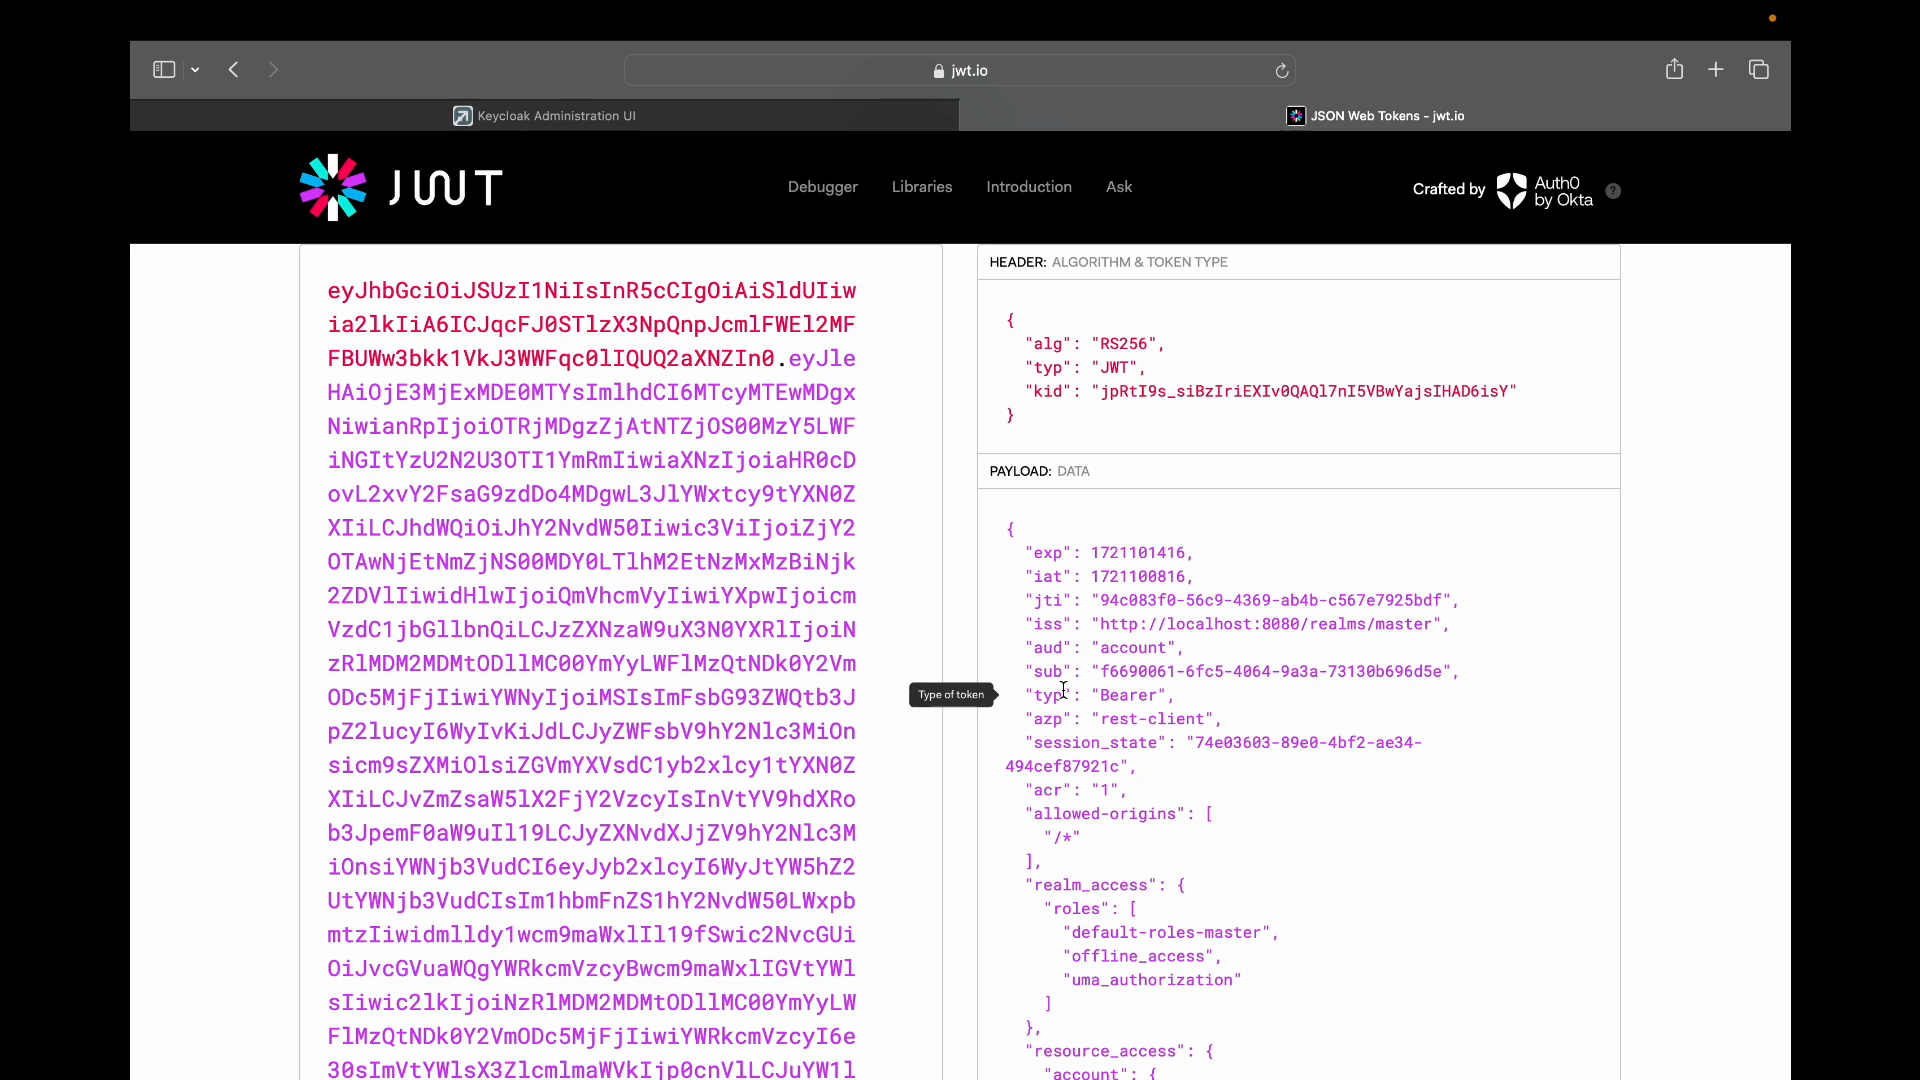 jwt.io
Keycloak Administration UI
JSON Web Tokens - jwt.io
JWT
Debugger
Libraries
Introduction
Ask
Crafted by
Auth0
by Okta
?
eyJhbGciOiJSUzI1NiIsInR5cCIgOiAiSldUIiw
ia2lkIiA6ICJqcFJ0STlzX3NpQnpJcmlFWEl2MF
FBUWw3bkk1VkJ3WWFqc0lIQUQ2aXNZIn0.eyJle
HAiOjE3MjExMDE0MTYsImlhdCI6MTcyMTEwMDgx
NiwianRpIjoiOTRjMDgzZjAtNTZjOS00MzY5LWF
iNGItYzU2N2U3OTI1YmRmIiwiaXNzIjoiaHR0cD
ovL2xvY2FsaG9zdDo4MDgwL3JlYWxtcy9tYXN0Z
XIiLCJhdWQiOiJhY2NvdW50Iiwic3ViIjoiZjY2
OTAwNjEtNmZjNS00MDY0LTlhM2EtNzMxMzBiNjk
2ZDVlIiwidHlwIjoiQmVhcmVyIiwiYXpwIjoicm
VzdC1jbGllbnQiLCJzZXNzaW9uX3N0YXRlIjoiN
zRlMDM2MDMtODllMC00YmYyLWFlMzQtNDk0Y2Vm
ODc5MjFjIiwiYWNyIjoiMSIsImFsbG93ZWQtb3J
pZ2lucyI6WyIvKiJdLCJyZWFsbV9hY2Nlc3MiOn
sicm9sZXMiOlsiZGVmYXVsdC1yb2xlcy1tYXN0Z
XIiLCJvZmZsaW5lX2FjY2VzcyIsInVtYV9hdXRo
b3JpemF0aW9uIl19LCJyZXNvdXJjZV9hY2Nlc3M
iOnsiYWNjb3VudCI6eyJyb2xlcyI6WyJtYW5hZ2
UtYWNjb3VudCIsIm1hbmFnZS1hY2NvdW50LWxpb
mtzIiwidmlldy1wcm9maWxlIl19fSwic2NvcGUi
OiJvcGVuaWQgYWRkcmVzcyBwcm9maWxlIGVtYWl
sIiwic2lkIjoiNzRlMDM2MDMtODllMC00YmYyLW
FlMzQtNDk0Y2VmODc5MjFjIiwiYWRkcmVzcyI6e
30sImVtYWlsX3ZlcmlmaWVkIjp0cnVlLCJuYW1l
HEADER: ALGORITHM & TOKEN TYPE
{
"alg": "RS256",
"typ": "JWT",
"kid": "jpRtI9s_siBzIriEXIv0QAQl7nI5VBwYajsIHAD6isY"
}
PAYLOAD: DATA
{
"exp": 1721101416,
"iat": 1721100816,
"jti": "94c083f0-56c9-4369-ab4b-c567e7925bdf",
"iss": "http://localhost:8080/realms/master",
"aud": "account",
"sub": "f6690061-6fc5-4064-9a3a-73130b696d5e",
Type of token
"typ": "Bearer",
"azp": "rest-client",
"session_state": "74e03603-89e0-4bf2-ae34-
494cef87921c",
"acr": "1",
"allowed-origins": [
"/*"
],
"realm_access": {
"roles": [
"default-roles-master",
"offline_access",
"uma_authorization"
]
},
"resource_access": {
"account": {